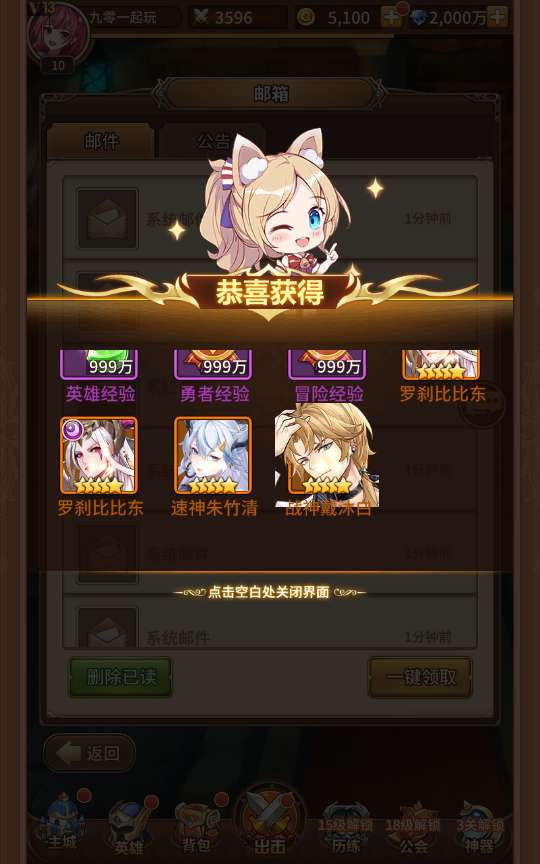 V13
九零一起玩
3596
5,100
2,000万
10
邮箱
邮件
公告
系统邮件
1分钟前
恭喜获得
999万
999万
999万
英雄经验
勇者经验
冒险经验
罗刹比比东
罗刹比比东
速神朱竹清
战神戴沐白
1分钟前
点击空白处关闭界面
1分钟前
系统邮件
1分钟前
删除已读
一键领取
返回
主城
英雄
背包
出击
15级解锁
历练
18级解锁
公会
3关解锁
神器